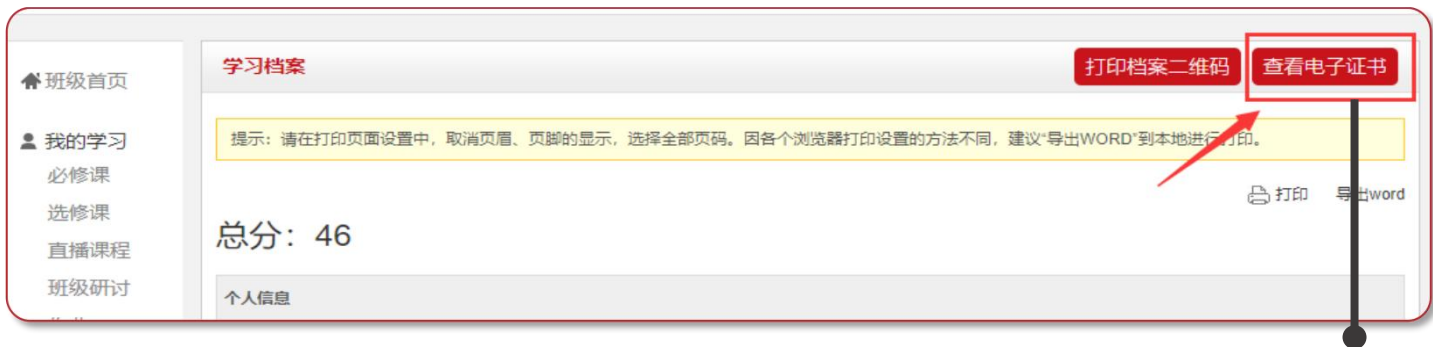 学习档案
打印档案二维码
查看电子证书
班级首页
提示：请在打印页面设置中，取消页眉、页脚的显示，选择全部页码。因各个浏览器打印设置的方法不同，建议“导出WORD”到本地进行打印。
我的学习
必修课
选修课
直播课程
班级研讨
打印
导出word
总分：46
个人信息